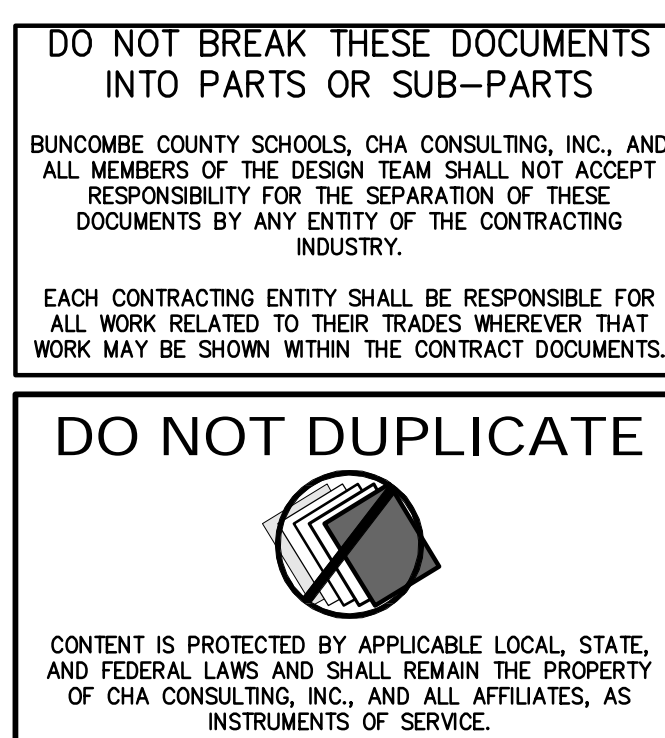 DO NOT BREAK THESE DOCUMENTS
INTO PARTS OR SUB-PARTS
BUNCOMBE COUNTY SCHOOLS, CHA CONSULTING, INC., AND
ALL MEMBERS OF THE DESIGN TEAM SHALL NOT ACCEPT
RESPONSIBILITY FOR THE SEPARATION OF THESE
DOCUMENTS BY ANY ENTITY OF THE CONTRACTING
INDUSTRY.
EACH CONTRACTING ENTITY SHALL BE RESPONSIBLE FOR
ALL WORK RELATED TO THEIR TRADES WHEREVER THAT
WORK MAY BE SHOWN WITHIN THE CONTRACT DOCUMENTS.
DO NOT DUPLICATE
CONTENT IS PROTECTED BY APPLICABLE LOCAL, STATE,
AND FEDERAL LAWS AND SHALL REMAIN THE PROPERTY
OF CHA CONSULTING, INC., AND ALL AFFILIATES, AS
INSTRUMENTS OF SERVICE.